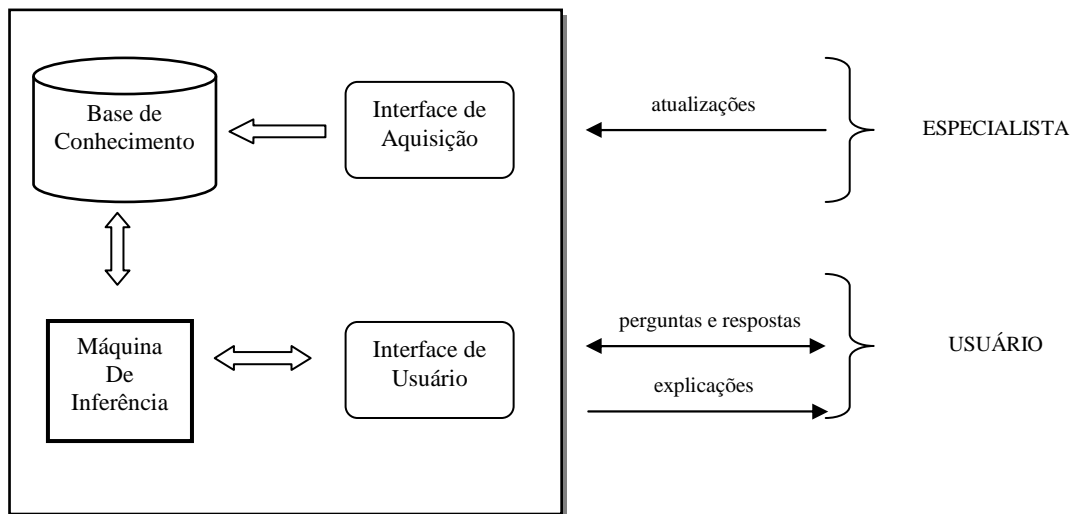 Base de
Conhecimento
Interface de
Aquisição
atualizações
ESPECIALISTA
Máquina
De
Inferência
Interface de
Usuário
perguntas e respostas
explicações
USUÁRIO